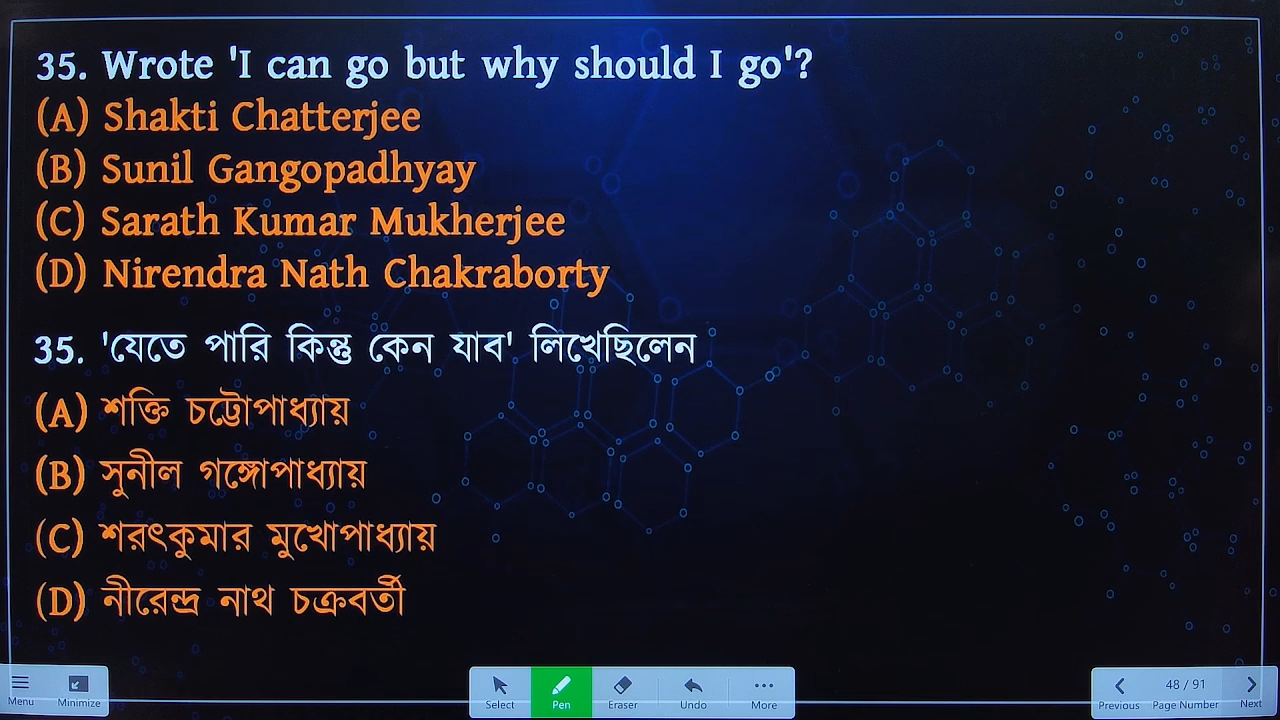 35. Wrote 'I can go but why should I go'?
(A) Shakti Chatterjee
(B) Sunil Gangopadhyay
(C) Sarath Kumar Mukherjee
(D) Nirendra Nath Chakraborty
35. 'যেতে পারি কিন্তু কেন যাব' লিখেছিলেন
(A) শক্তি চট্টোপাধ্যায়
(B) সুনীল গঙ্গোপাধ্যায়
(C) শরৎকুমার মুখোপাধ্যায়
(D) নীরেন্দ্র নাথ চক্রবর্তী
Menu Minimize Select Pen Eraser Undo More Previous 48 / 91 Page Number Next